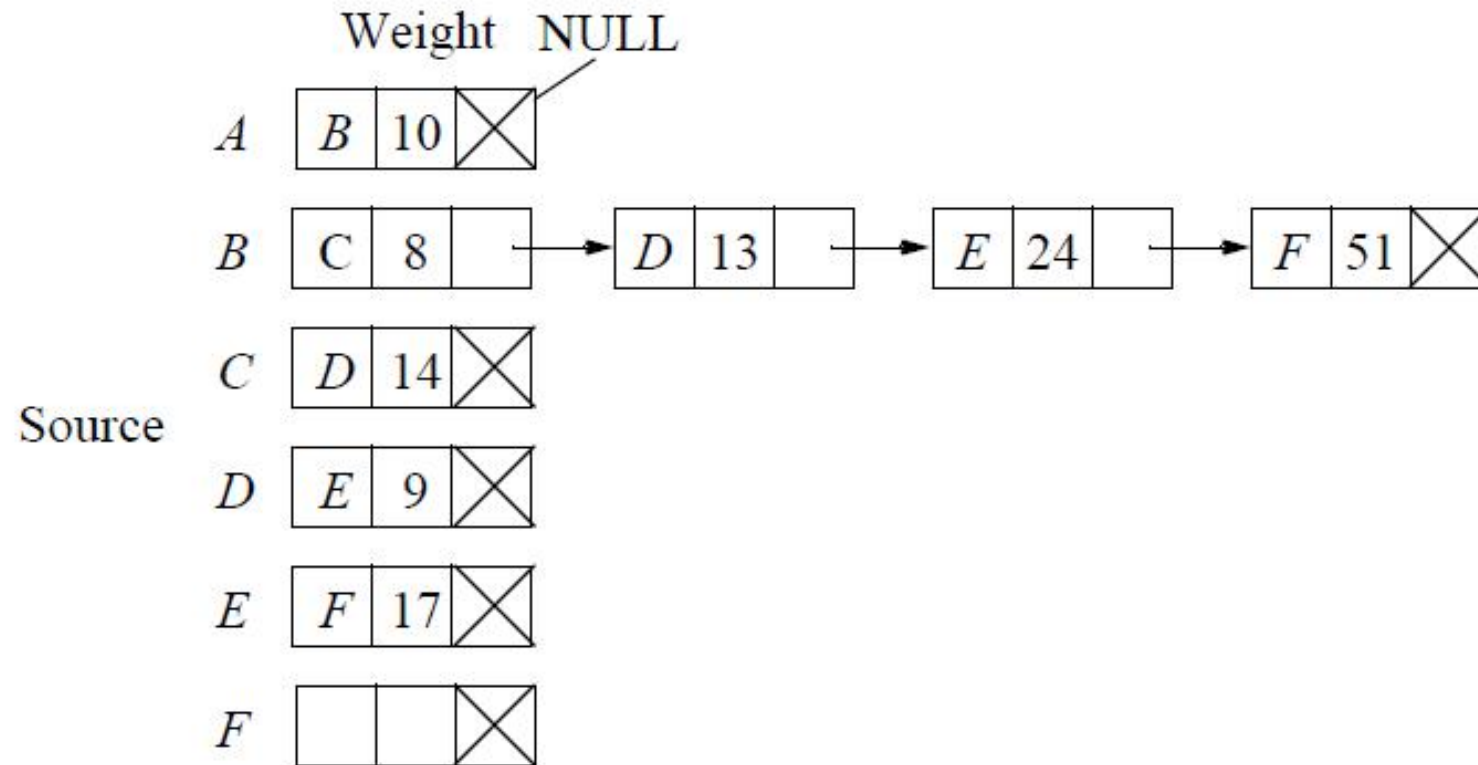 Weight NULL
A B 10
B C 8 D 13 E 24 F 51
C D 14
Source
D E 9
E F 17
F